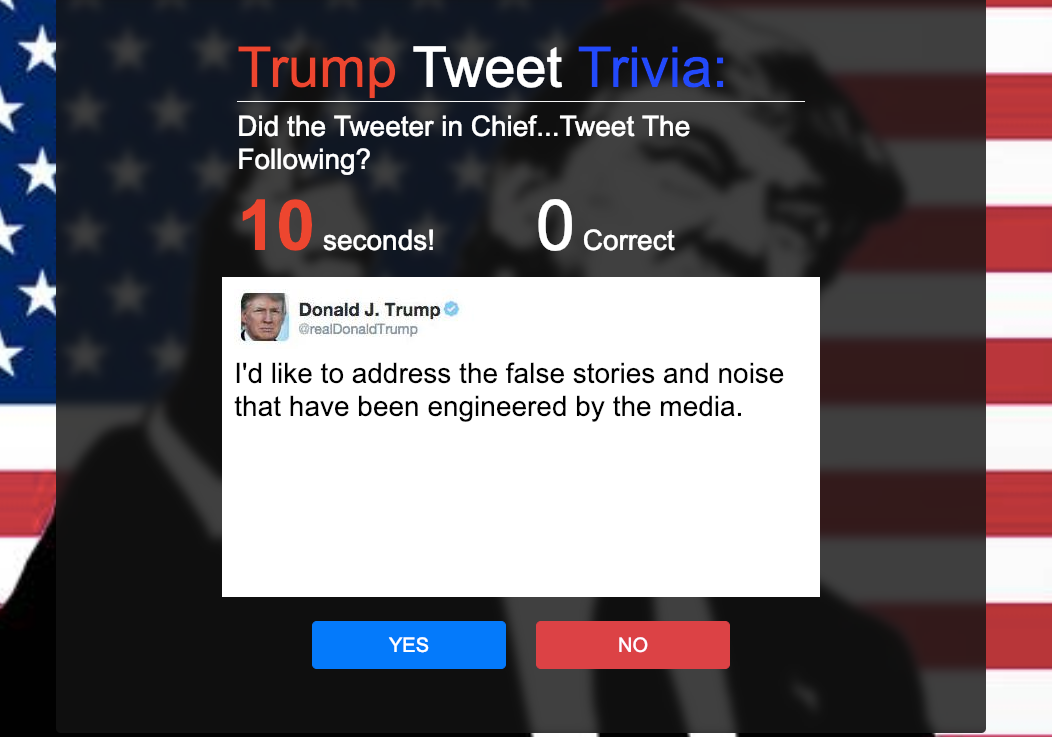 Trump Tweet Trivia:
Did the Tweeter in Chief...Tweet The
Following?
10 seconds!
0 Correct
Donald J. Trump
@realDonaldTrump
I'd like to address the false stories and noise
that have been engineered by the media.
YES
NO